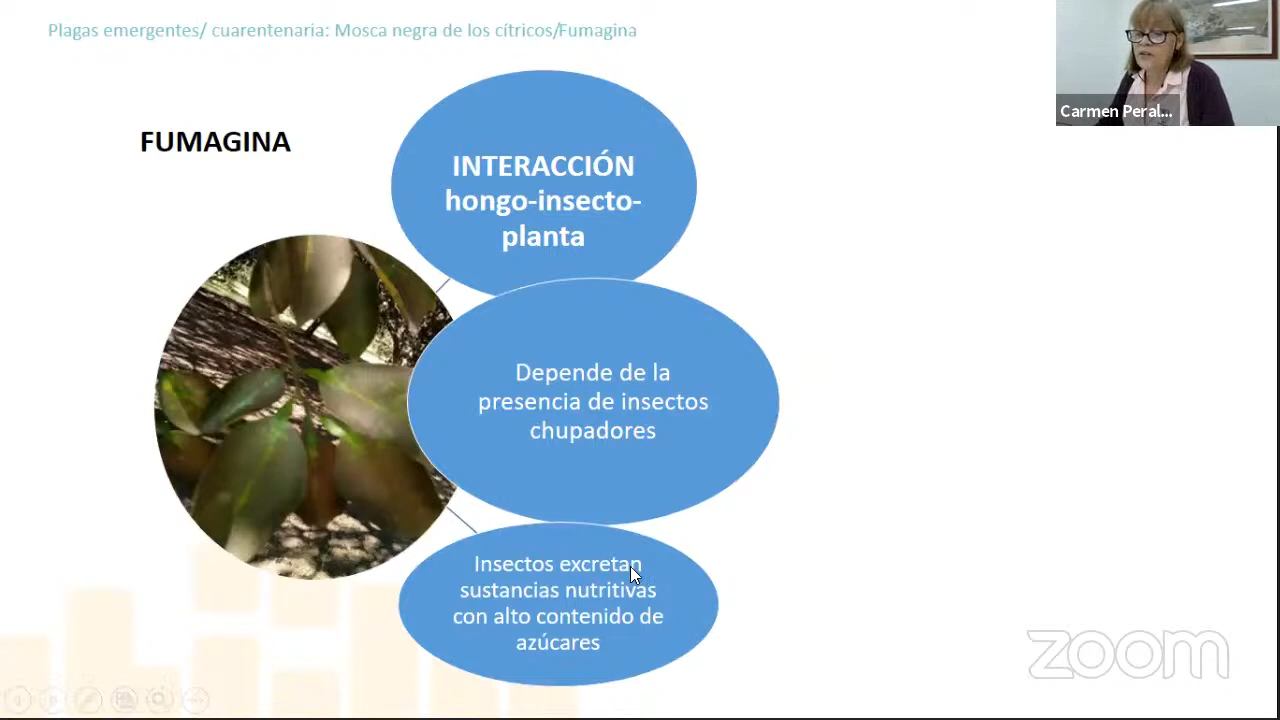 Plagas emergentes/ cuarentenaria: Mosca negra de los cítricos/Fumagina
Carmen Peral...
FUMAGINA
INTERACCIÓN
hongo-insecto-
planta
Depende de la
presencia de insectos
chupadores
Insectos excretan
sustancias nutritivas
con alto contenido de
azúcares
zoom